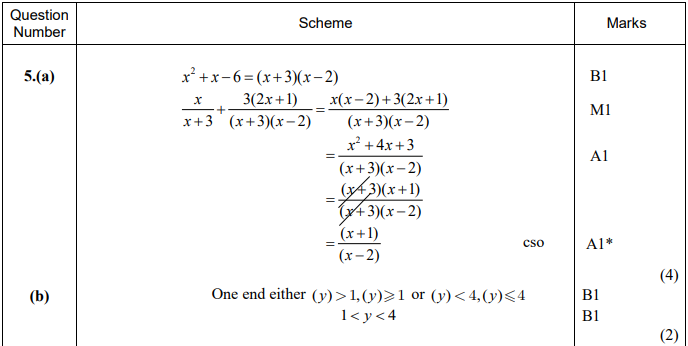 Question Number Scheme Marks
5.(a) x² + x − 6 = (x + 3)(x − 2) B1
x/(x + 3) + 3(2x + 1)/((x + 3)(x − 2)) = (x(x − 2) + 3(2x + 1))/((x + 3)(x − 2)) M1
= (x² + 4x + 3)/((x + 3)(x − 2)) A1
= ((x + 3)(x + 1))/((x + 3)(x − 2))
= (x + 1)/(x − 2) cso A1*
(4)
(b) One end either (y) > 1, (y) ⩾ 1 or (y) < 4, (y) ⩽ 4 B1
1 < y < 4 B1
(2)